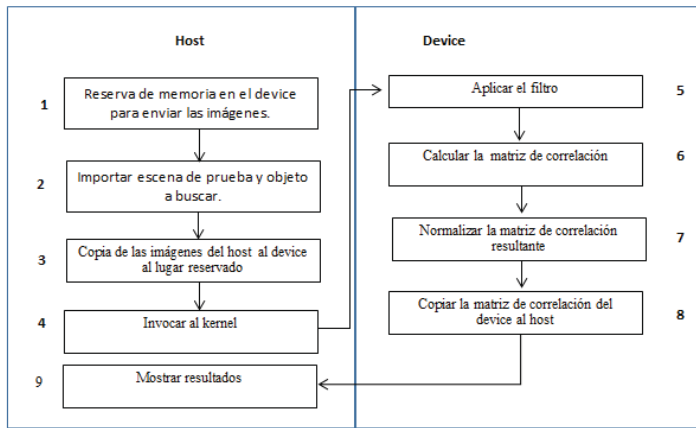 Host
1
Reserva de memoria en el device
para enviar las imágenes.
2
Importar escena de prueba y objeto
a buscar.
3
Copia de las imágenes del host al device
al lugar reservado
4
Invocar al kernel
Device
Aplicar el filtro
5
Calcular la matriz de correlación
6
Normalizar la matriz de correlación
resultante
7
Copiar la matriz de correlación del
device al host
8
9
Mostrar resultados